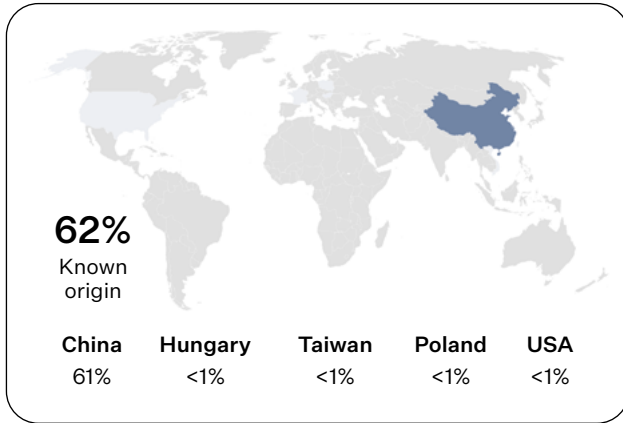 62%
Known
origin
China Hungary Taiwan Poland USA
61% <1% <1% <1% <1%